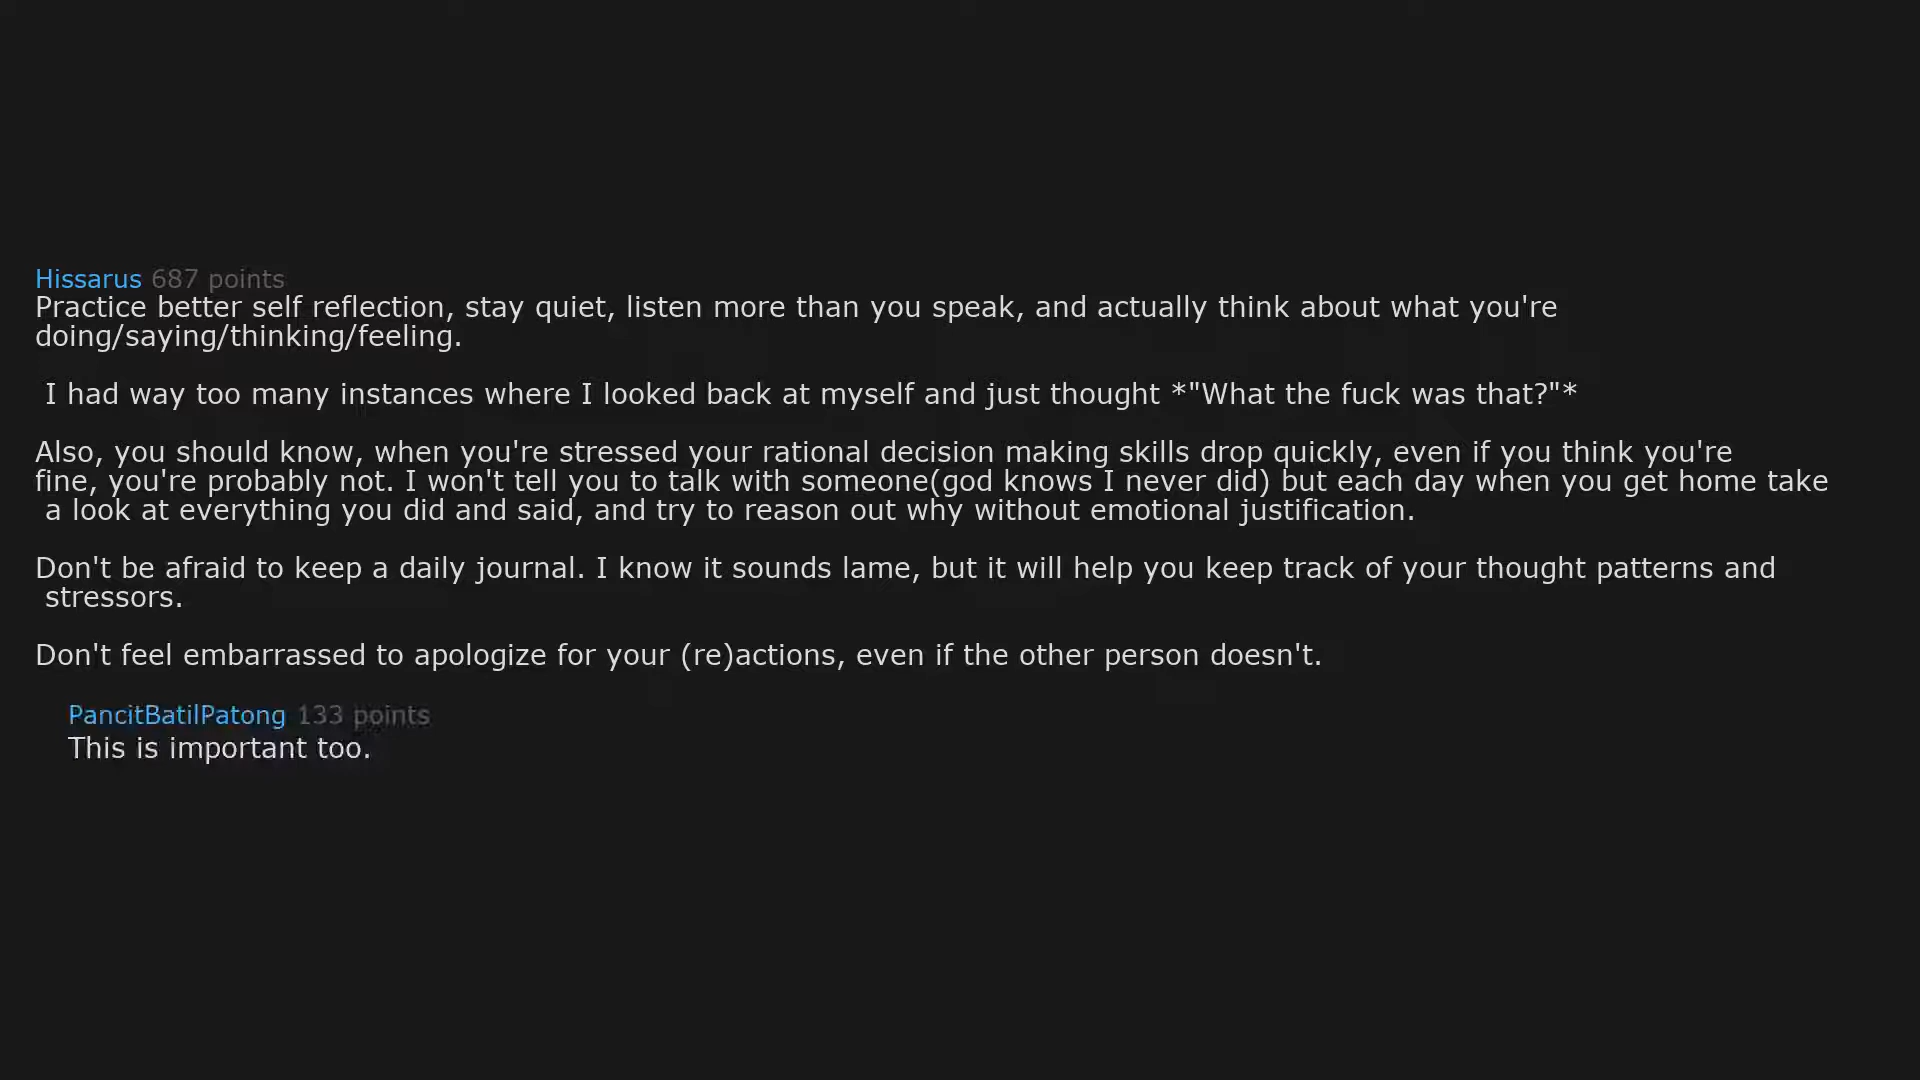 Hissarus 687 points
Practice better self reflection, stay quiet, listen more than you speak, and actually think about what you're
doing/saying/thinking/feeling.
I had way too many instances where I looked back at myself and just thought *"What the fuck was that?"*
Also, you should know, when you're stressed your rational decision making skills drop quickly, even if you think you're
fine, you're probably not. I won't tell you to talk with someone(god knows I never did) but each day when you get home take
a look at everything you did and said, and try to reason out why without emotional justification.
Don't be afraid to keep a daily journal. I know it sounds lame, but it will help you keep track of your thought patterns and
stressors.
Don't feel embarrassed to apologize for your (re)actions, even if the other person doesn't.
PancitBatilPatong 133 points
This is important too.